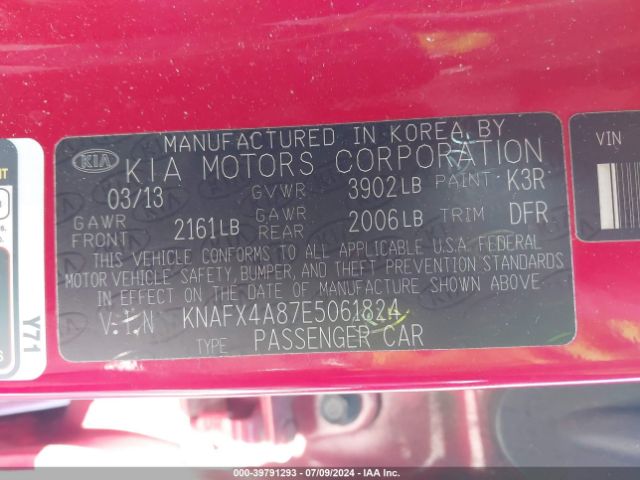 MANUFACTURED IN KOREA BY
KIA KIA MOTORS CORPORATION
03/13 GVWR 3902LB PAINT K3R
GAWR FRONT 2161LB GAWR REAR 2006LB TRIM DFR
THIS VEHICLE CONFORMS TO ALL APPLICABLE U.S.A. FEDERAL
MOTOR VEHICLE SAFETY, BUMPER, AND THEFT PREVENTION STANDARDS
IN EFFECT ON THE DATE OF MANUFACTURE SHOWN ABOVE.
V.I.N KNAFX4A87E5061824
TYPE PASSENGER CAR
VIN
Y71
000-39791293 / 07/09/2024 / IAAI.COM